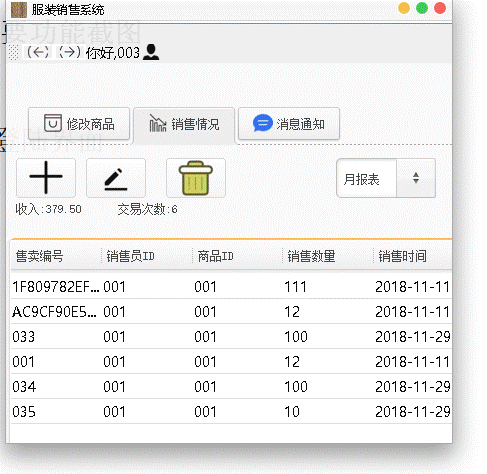 服装销售系统
要功能截图
(←) (→) 你好,003
修改商品 销售情况 消息通知
月报表
收入:379.50 交易次数:6
售卖编号 销售员ID 商品ID 销售数量 销售时间
1F809782EF... 001 001 111 2018-11-11
AC9CF90E5... 001 001 12 2018-11-11
033 001 001 100 2018-11-29
001 001 001 12 2018-11-11
034 001 001 100 2018-11-29
035 001 001 10 2018-11-29